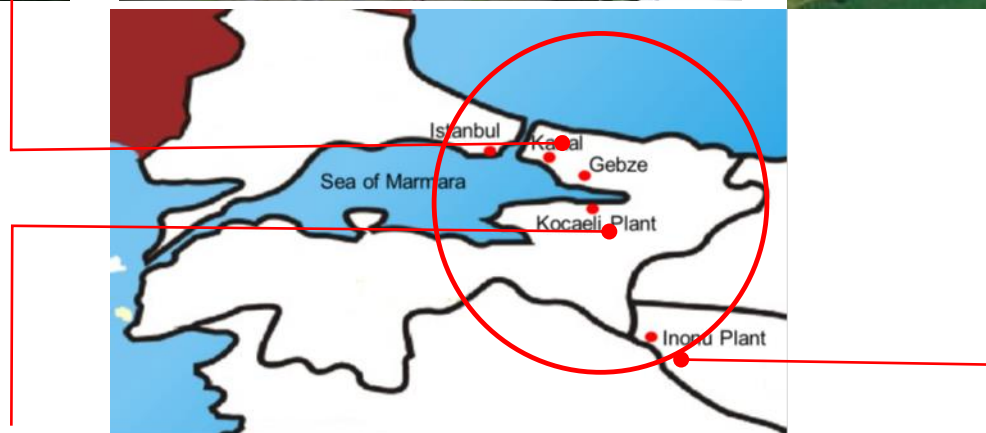 Istanbul
Kartal
Gebze
Sea of Marmara
Kocaeli Plant
Inonu Plant